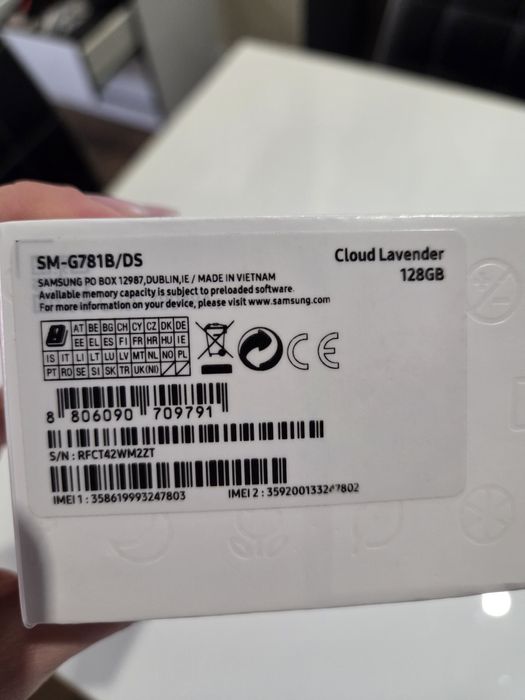 SM-G781B/DS
Cloud Lavender
128GB
SAMSUNG PO BOX 12987,DUBLIN,IE / MADE IN VIETNAM
Available memory capacity is subject to preloaded software.
For more information on your device, please visit www.samsung.com
AT BE BG CH CY CZ DK DE
EE EL ES FI FR HR HU IE
IS IT LI LT LU LV MT NL NO PL
PT RO SE SI SK TR UK(NI)
CE
8 806090 709791
S/N : RFCT42WM2ZT
IMEI 1 : 358619993247803
IMEI 2 :